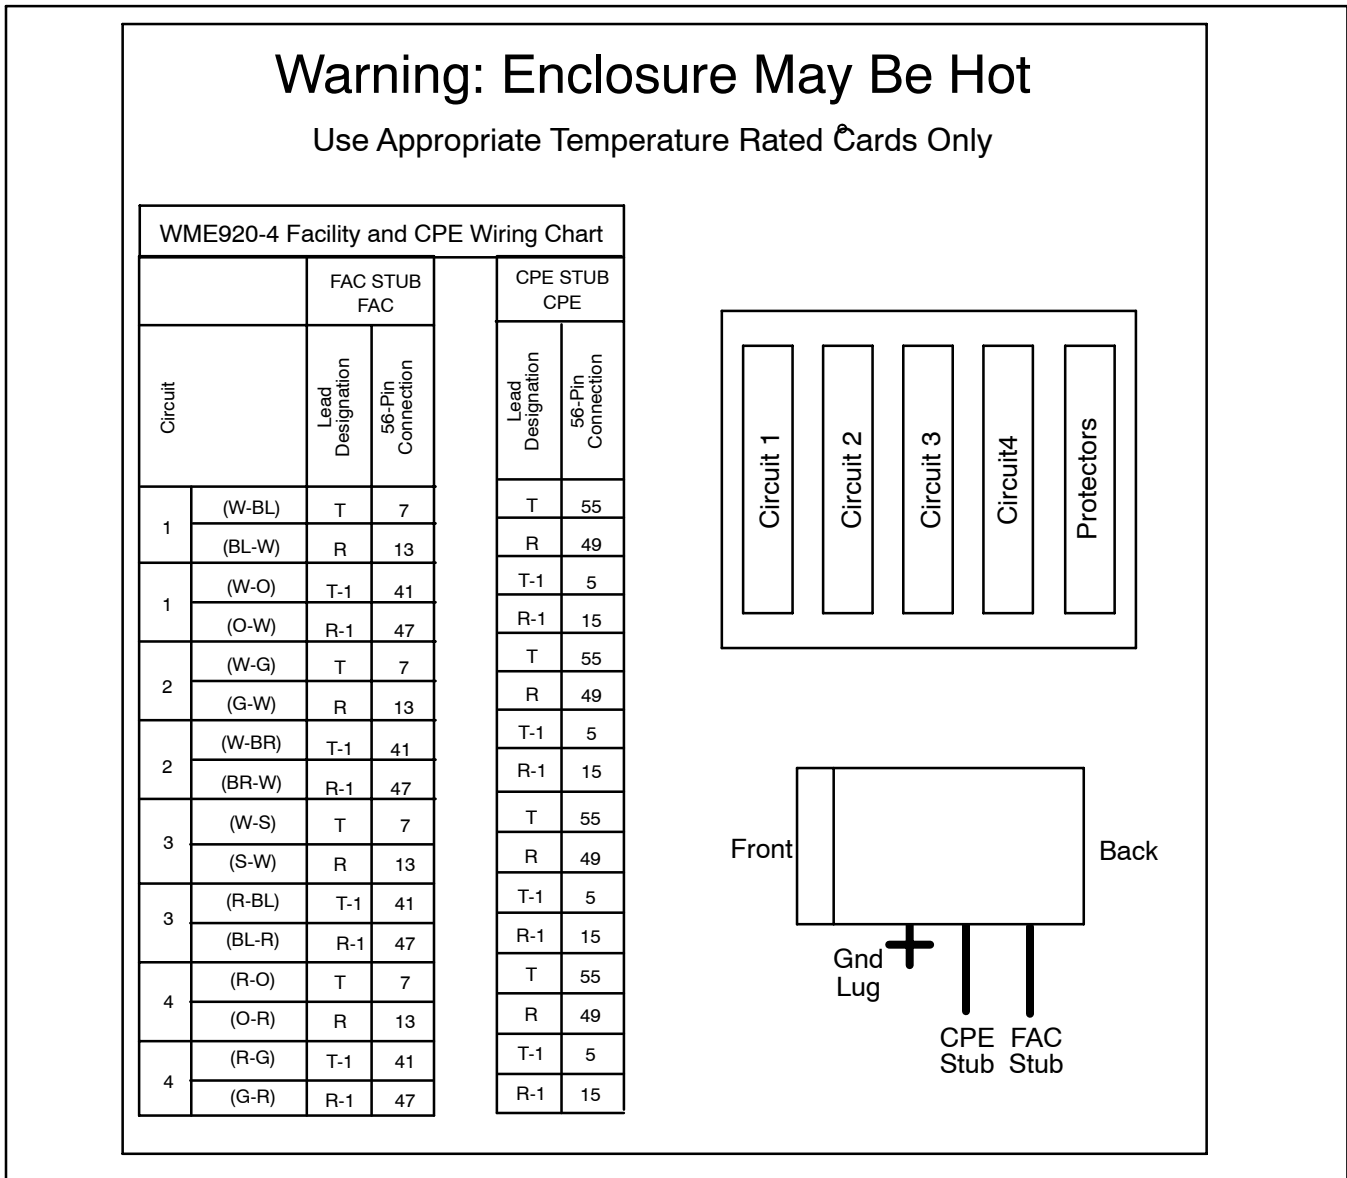 Warning: Enclosure May Be Hot
Use Appropriate Temperature Rated Cards Only
WME920-4 Facility and CPE Wiring Chart
FAC STUB
FAC
CPE STUB
CPE
Circuit
Lead
Designation
56-Pin
Connection
Lead
Designation
56-Pin
Connection
1 (W-BL) T 7 T 55
(BL-W) R 13 R 49
1 (W-O) T-1 41 T-1 5
(O-W) R-1 47 R-1 15
2 (W-G) T 7 T 55
(G-W) R 13 R 49
2 (W-BR) T-1 41 T-1 5
(BR-W) R-1 47 R-1 15
3 (W-S) T 7 T 55
(S-W) R 13 R 49
3 (R-BL) T-1 41 T-1 5
(BL-R) R-1 47 R-1 15
4 (R-O) T 7 T 55
(O-R) R 13 R 49
4 (R-G) T-1 41 T-1 5
(G-R) R-1 47 R-1 15
Circuit 1
Circuit 2
Circuit 3
Circuit4
Protectors
Front
Back
Gnd
Lug
CPE
Stub
FAC
Stub